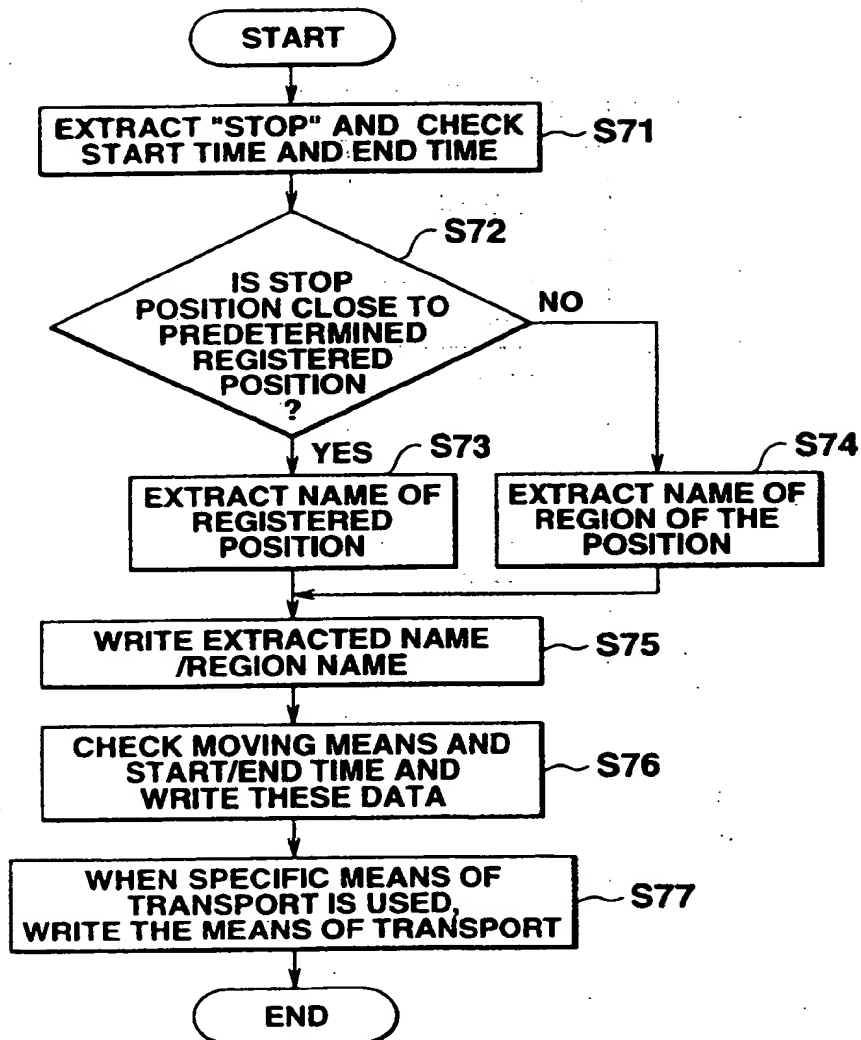 START
EXTRACT "STOP" AND CHECK
START TIME AND END TIME
S71
S72
IS STOP
POSITION CLOSE TO
PREDETERMINED
REGISTERED
POSITION
?
NO
YES
S73
S74
EXTRACT NAME OF
REGISTERED
POSITION
EXTRACT NAME OF
REGION OF THE
POSITION
WRITE EXTRACTED NAME
/REGION NAME
S75
CHECK MOVING MEANS AND
START/END TIME AND
WRITE THESE DATA
S76
WHEN SPECIFIC MEANS OF
TRANSPORT IS USED,
WRITE THE MEANS OF TRANSPORT
S77
END